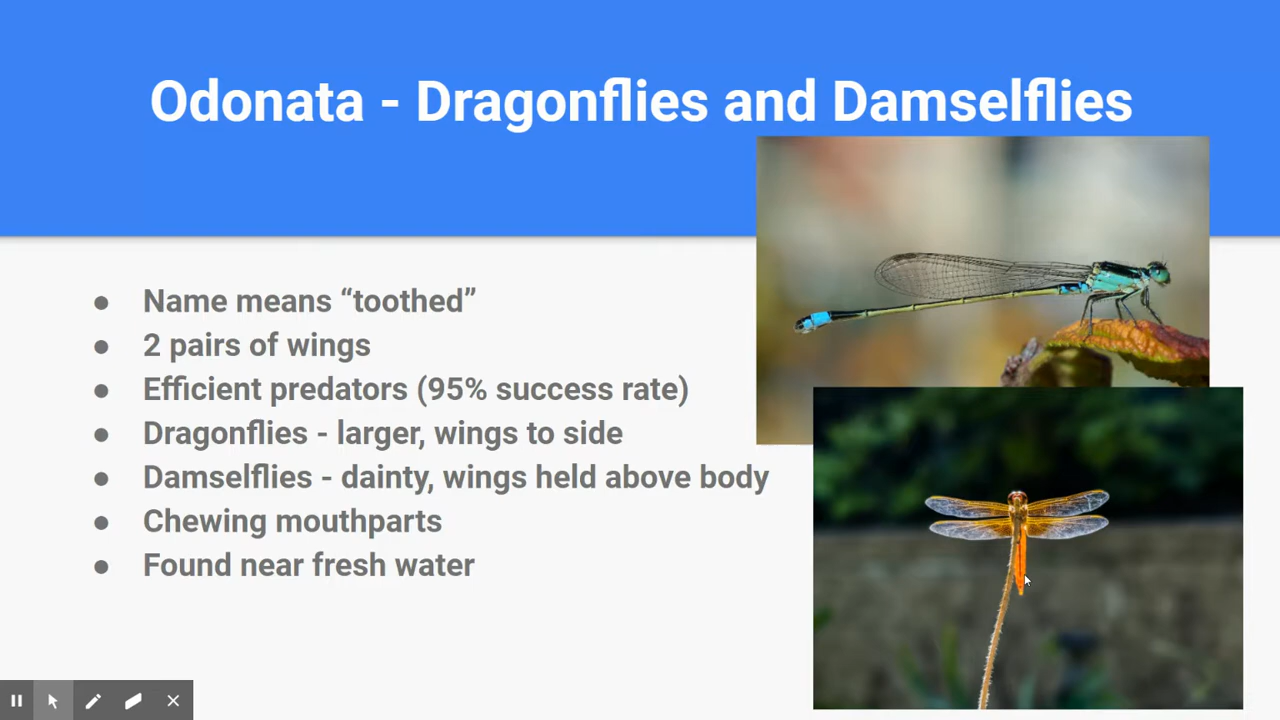 Odonata - Dragonflies and Damselflies
● Name means “toothed”
● 2 pairs of wings
● Efficient predators (95% success rate)
● Dragonflies - larger, wings to side
● Damselflies - dainty, wings held above body
● Chewing mouthparts
● Found near fresh water